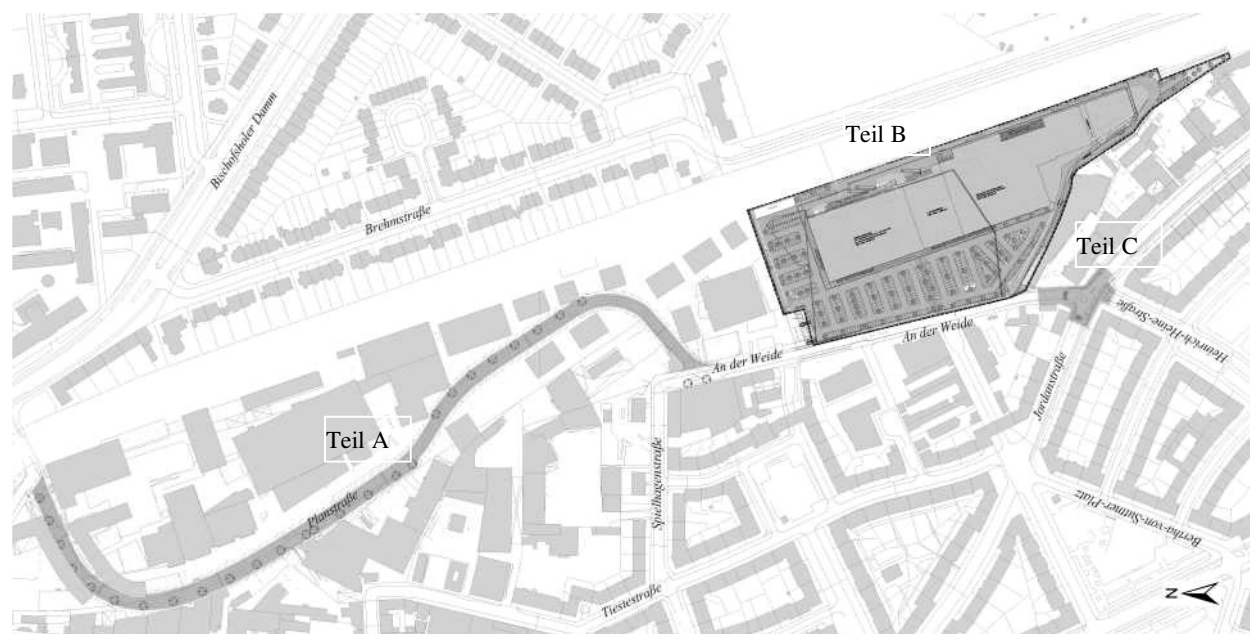 Bischofsholer Damm
Teil B
Brehmstraße
Teil C
Heinrich-Heine-Straße
An der Weide
An der Weide
Jordanstraße
Teil A
Planstraße
Spielhagenstraße
Bertha-von-Suttner-Platz
Tiestestraße
N